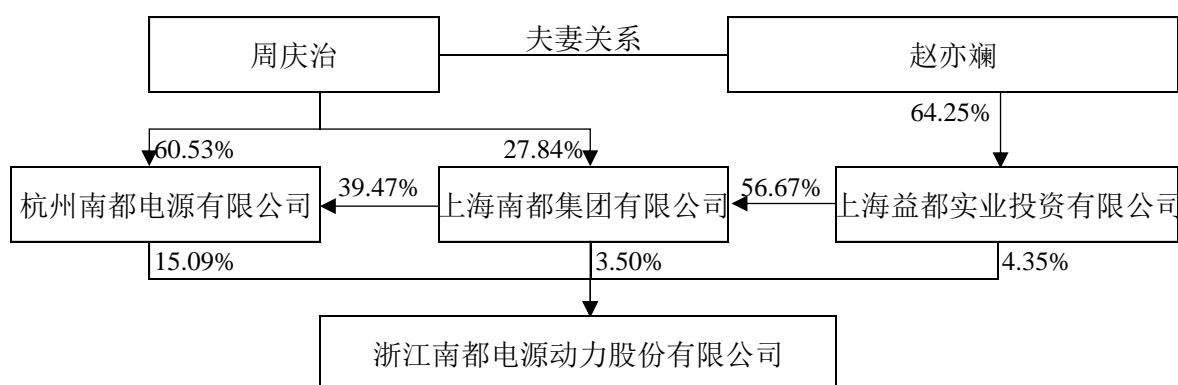 周庆治
夫妻关系
赵亦斓
64.25%
60.53%
27.84%
杭州南都电源有限公司
39.47%
上海南都集团有限公司
56.67%
上海益都实业投资有限公司
15.09%
3.50%
4.35%
浙江南都电源动力股份有限公司